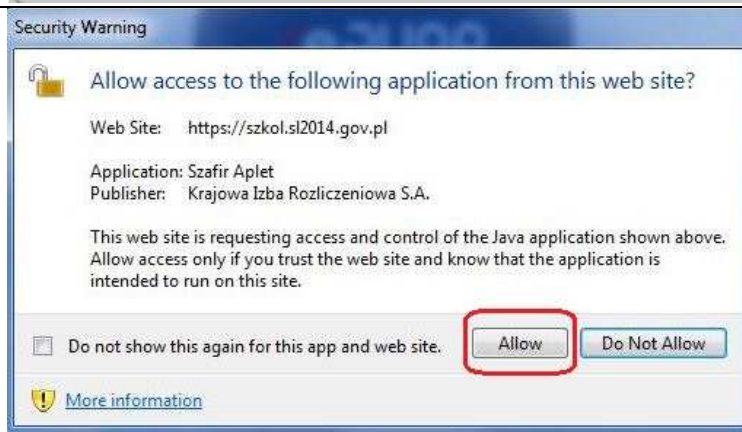 Security Warning
Allow access to the following application from this web site?
Web Site: https://szkol.sl2014.gov.pl
Application: Szafir Aplet
Publisher: Krajowa Izba Rozliczeniowa S.A.
This web site is requesting access and control of the Java application shown above.
Allow access only if you trust the web site and know that the application is
intended to run on this site.
Do not show this again for this app and web site.
Allow
Do Not Allow
More information